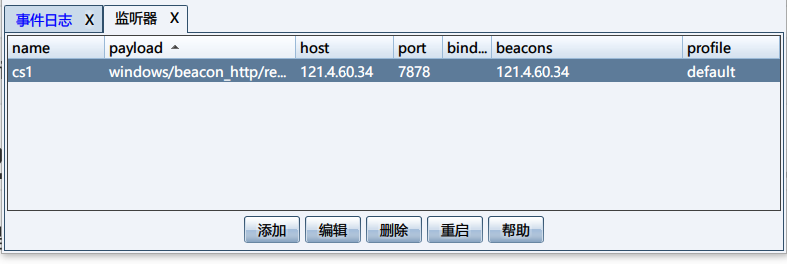 事件日志 X 监听器 X
name payload host port bind... beacons profile
cs1 windows/beacon_http/re... 121.4.60.34 7878 121.4.60.34 default
添加 编辑 删除 重启 帮助